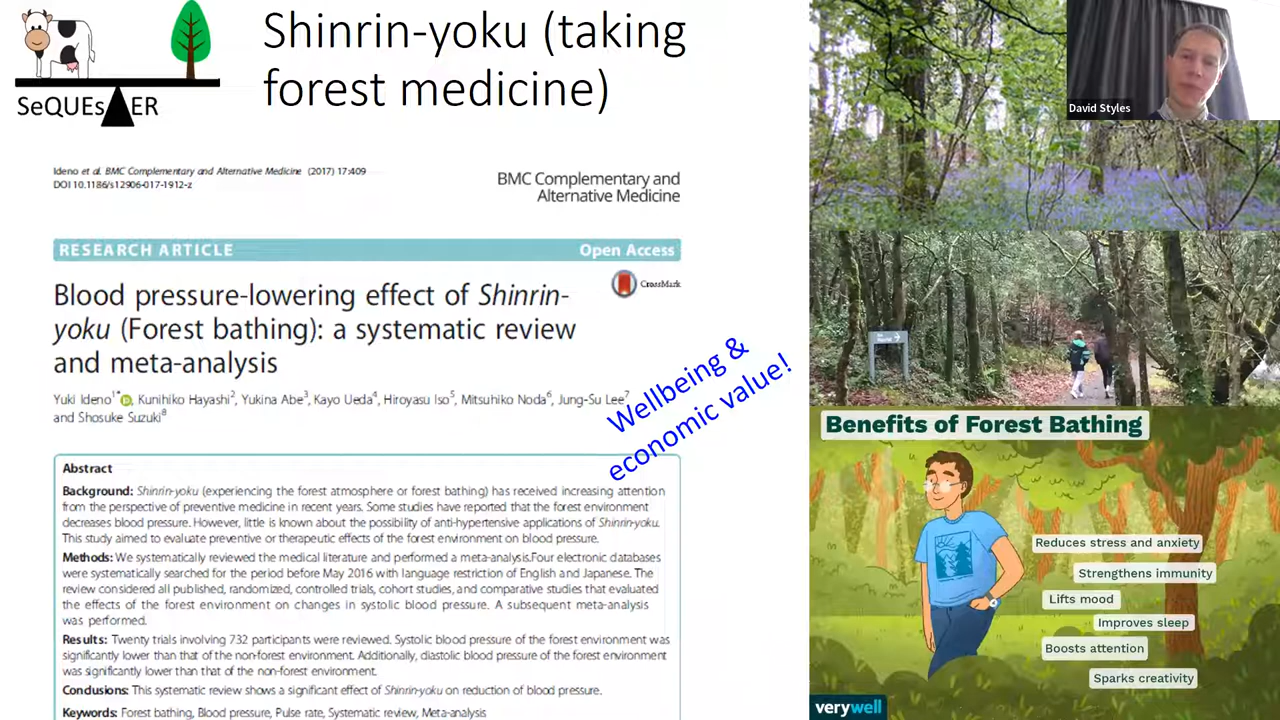 Shinrin-yoku (taking
forest medicine)
SeQUEsTER
David Styles
Ideno et al. BMC Complementary and Alternative Medicine (2017) 17:409
DOI 10.1186/s12906-017-1912-z
BMC Complementary and
Alternative Medicine
RESEARCH ARTICLE
Open Access
CrossMark
Blood pressure-lowering effect of Shinrin-
yoku (Forest bathing): a systematic review
and meta-analysis
Yuki Ideno1*, Kunihiko Hayashi2, Yukina Abe3, Kayo Ueda4, Hiroyasu Iso5, Mitsuhiko Noda6, Jung-Su Lee7
and Shosuke Suzuki8
Wellbeing &
economic value!
Abstract
Background: Shinrin-yoku (experiencing the forest atmosphere or forest bathing) has received increasing attention
from the perspective of preventive medicine in recent years. Some studies have reported that the forest environment
decreases blood pressure. However, little is known about the possibility of anti-hypertensive applications of Shinrin-yoku.
This study aimed to evaluate preventive or therapeutic effects of the forest environment on blood pressure.
Methods: We systematically reviewed the medical literature and performed a meta-analysis.Four electronic databases
were systematically searched for the period before May 2016 with language restriction of English and Japanese. The
review considered all published, randomized, controlled trials, cohort studies, and comparative studies that evaluated
the effects of the forest environment on changes in systolic blood pressure. A subsequent meta-analysis
was performed.
Results: Twenty trials involving 732 participants were reviewed. Systolic blood pressure of the forest environment was
significantly lower than that of the non-forest environment. Additionally, diastolic blood pressure of the forest environment
was significantly lower than that of the non-forest environment.
Conclusions: This systematic review shows a significant effect of Shinrin-yoku on reduction of blood pressure.
Keywords: Forest bathing, Blood pressure, Pulse rate, Systematic review, Meta-analysis
Benefits of Forest Bathing
Reduces stress and anxiety
Strengthens immunity
Lifts mood
Improves sleep
Boosts attention
Sparks creativity
verywell